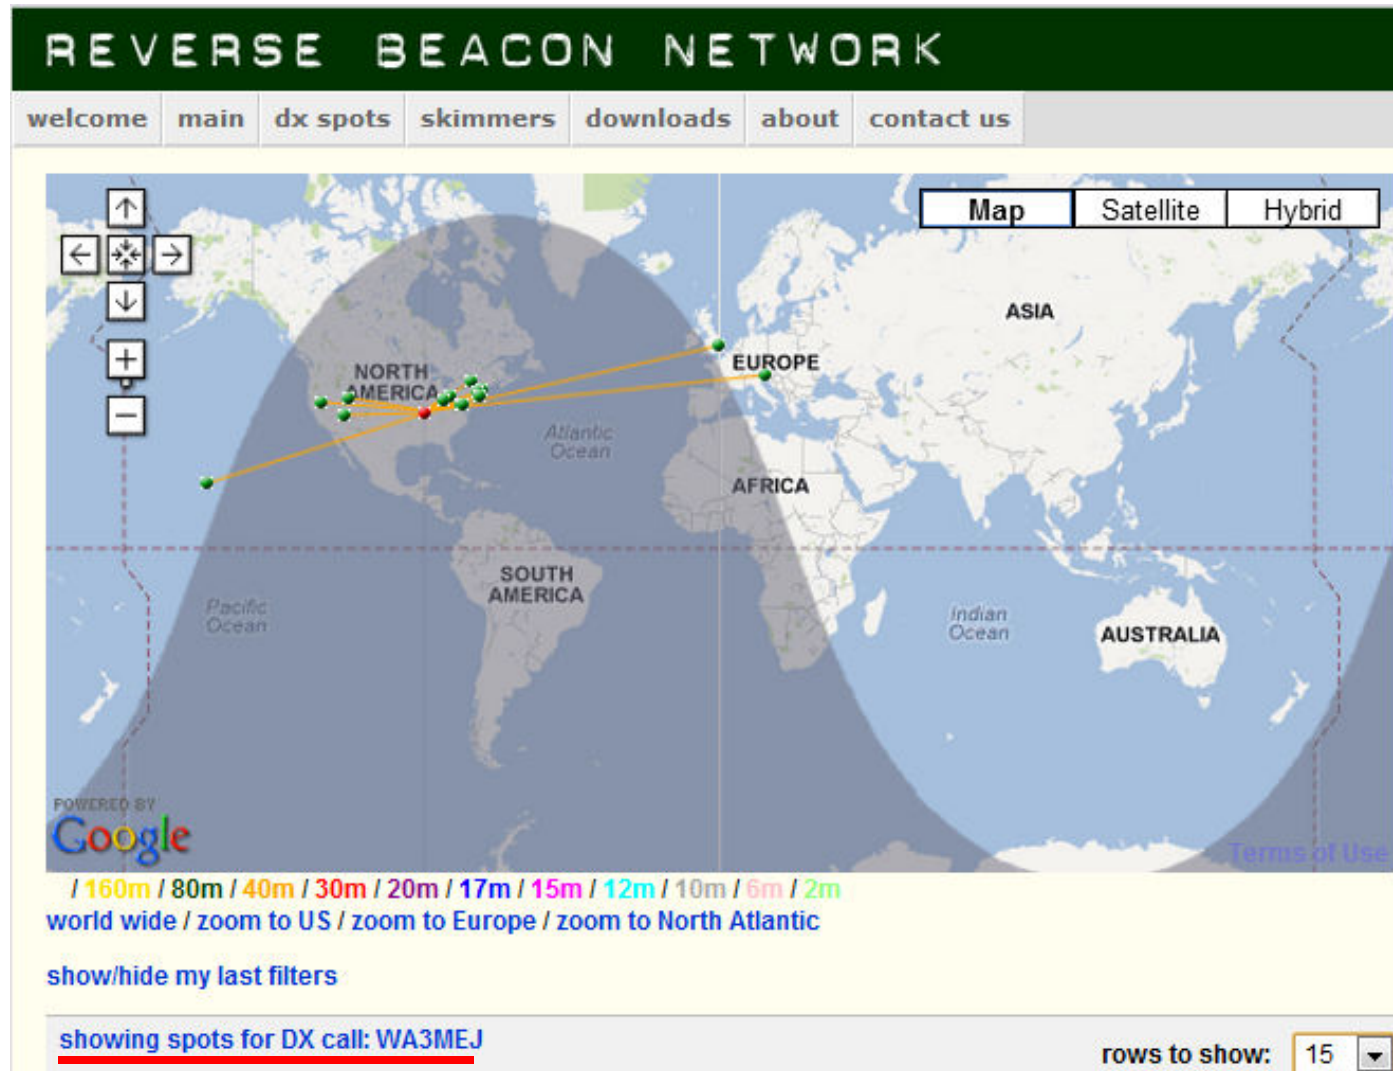 REVERSE BEACON NETWORK
welcome main dx spots skimmers downloads about contact us
Map Satellite Hybrid
ASIA
NORTH
AMERICA
EUROPE
Atlantic
Ocean
AFRICA
SOUTH
AMERICA
Pacific
Ocean
Indian
Ocean
AUSTRALIA
POWERED BY
Google
Terms of Use
/ 160m / 80m / 40m / 30m / 20m / 17m / 15m / 12m / 10m / 6m / 2m
world wide / zoom to US / zoom to Europe / zoom to North Atlantic
show/hide my last filters
showing spots for DX call: WA3MEJ
rows to show: 15